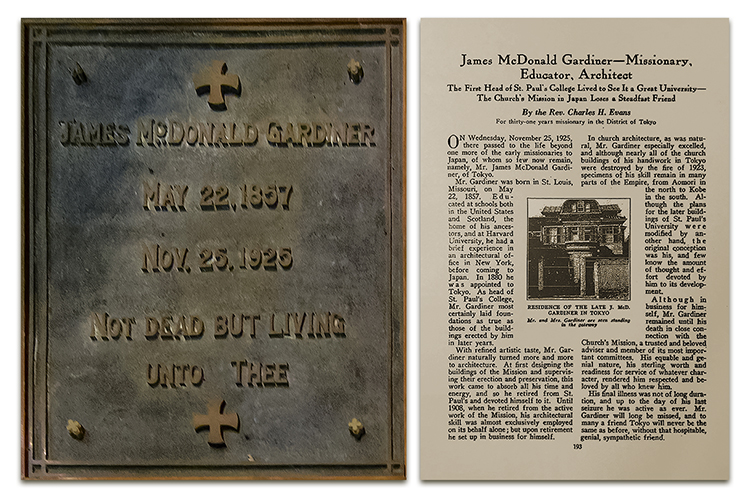 JAMES McDONALD GARDINER
MAY 22, 1857
NOV. 25, 1925
NOT DEAD BUT LIVING
UNTO THEE
James McDonald Gardiner—Missionary,
Educator, Architect
The First Head of St. Paul's College Lived to See It a Great University—
The Church's Mission in Japan Loses a Steadfast Friend
By the Rev. Charles H. Evans
For thirty-one years missionary in the District of Tokyo
ON Wednesday, November 25, 1925,
there passed to the life beyond
one more of the early missionaries to
Japan, of whom so few now remain,
namely, Mr. James McDonald Gardi-
ner, of Tokyo.
Mr. Gardiner was born in St. Louis,
Missouri, on May
22, 1857. Edu-
cated at schools both
in the United States
and Scotland, the
home of his ances-
tors, and at Harvard
University, he had a
brief experience in
an architectural of-
fice in New York,
before coming to
Japan. In 1880 he
was appointed to
Tokyo. As head of
St. Paul's College,
Mr. Gardiner most
certainly laid foun-
dations as true as
those of the build-
ings erected by him
in later years.
With refined artistic taste, Mr. Gar-
diner naturally turned more and more
to architecture. At first designing the
buildings of the Mission and supervis-
ing their erection and preservation, this
work came to absorb all his time and
energy, and so he retired from St.
Paul's and devoted himself to it. Until
1908, when he retired from the active
work of the Mission, his architectural
skill was almost exclusively employed
on its behalf alone; but upon retirement
he set up in business for himself.
In church architecture, as was natu-
ral, Mr. Gardiner especially excelled,
and although nearly all of the church
buildings of his handiwork in Tokyo
were destroyed by the fire of 1923,
specimens of his skill remain in many
parts of the Empire, from Aomori in
the north to Kobe
in the south. Al-
though the plans
for the later build-
ings of St. Paul's
University were
modified by an-
other hand, the
original conception
was his, and few
know the amount
of thought and ef-
fort devoted by
him to its develop-
ment.
Although in
business for him-
self, Mr. Gardiner
remained until his
death in close con-
nection with the
Church's Mission, a trusted and beloved
adviser and member of its most impor-
tant committees. His equable and ge-
nial nature, his sterling worth and
readiness for service of whatever char-
acter, rendered him respected and be-
loved by all who knew him.
His final illness was not of long dura-
tion, and up to the day of his last
seizure he was active as ever. Mr.
Gardiner will long be missed, and to
many a friend Tokyo will never be the
same as before, without that hospitable,
genial, sympathetic friend.
RESIDENCE OF THE LATE J. McD.
GARDINER IN TOKYO
Mr. and Mrs. Gardiner are seen standing
in the gateway
193